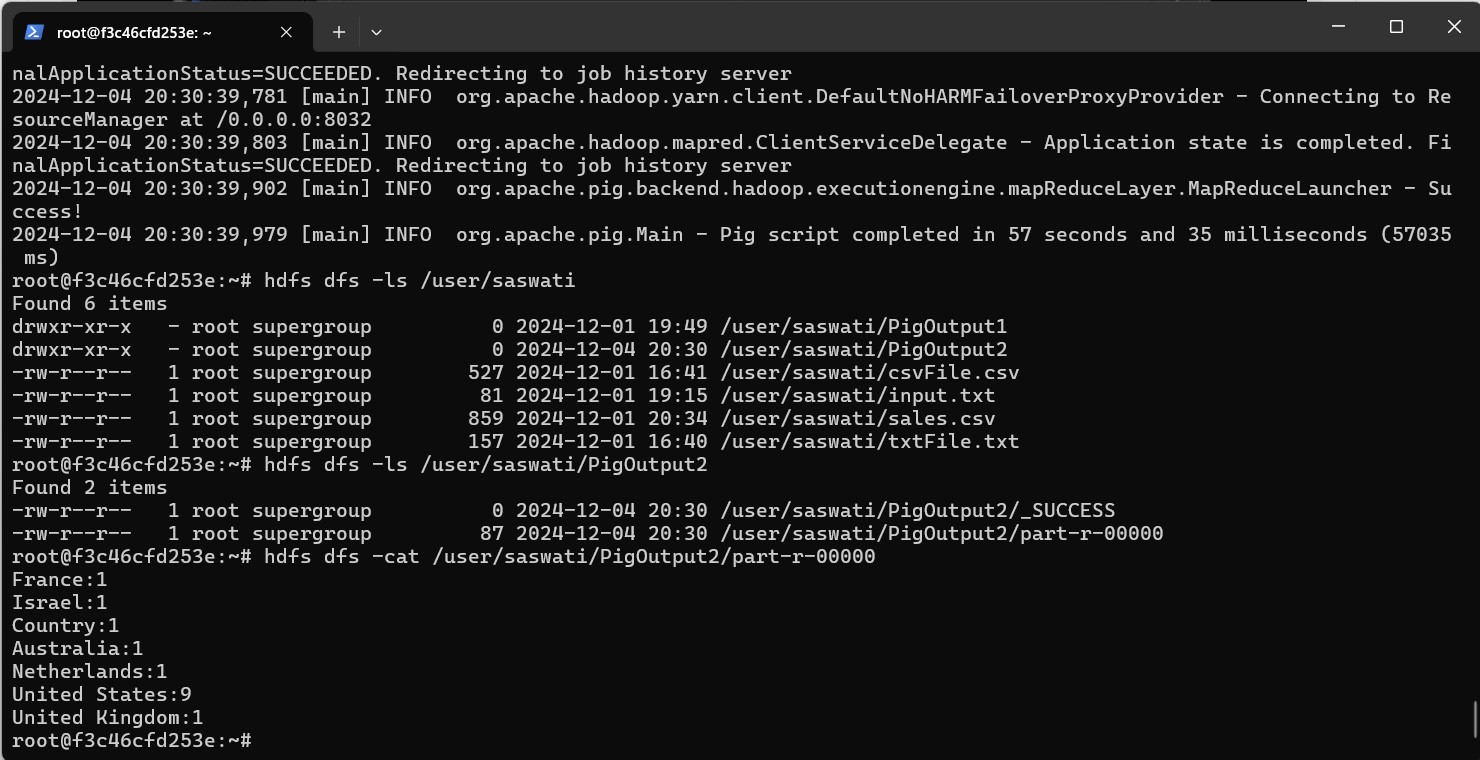 root@f3c46cfd253e: ~
nalApplicationStatus=SUCCEEDED. Redirecting to job history server
2024-12-04 20:30:39,781 [main] INFO  org.apache.hadoop.yarn.client.DefaultNoHARMFailoverProxyProvider - Connecting to Re
sourceManager at /0.0.0.0:8032
2024-12-04 20:30:39,803 [main] INFO  org.apache.hadoop.mapred.ClientServiceDelegate - Application state is completed. Fi
nalApplicationStatus=SUCCEEDED. Redirecting to job history server
2024-12-04 20:30:39,902 [main] INFO  org.apache.pig.backend.hadoop.executionengine.mapReduceLayer.MapReduceLauncher - Su
ccess!
2024-12-04 20:30:39,979 [main] INFO  org.apache.pig.Main - Pig script completed in 57 seconds and 35 milliseconds (57035
 ms)
root@f3c46cfd253e:~# hdfs dfs -ls /user/saswati
Found 6 items
drwxr-xr-x   - root supergroup          0 2024-12-01 19:49 /user/saswati/PigOutput1
drwxr-xr-x   - root supergroup          0 2024-12-04 20:30 /user/saswati/PigOutput2
-rw-r--r--   1 root supergroup        527 2024-12-01 16:41 /user/saswati/csvFile.csv
-rw-r--r--   1 root supergroup         81 2024-12-01 19:15 /user/saswati/input.txt
-rw-r--r--   1 root supergroup        859 2024-12-01 20:34 /user/saswati/sales.csv
-rw-r--r--   1 root supergroup        157 2024-12-01 16:40 /user/saswati/txtFile.txt
root@f3c46cfd253e:~# hdfs dfs -ls /user/saswati/PigOutput2
Found 2 items
-rw-r--r--   1 root supergroup          0 2024-12-04 20:30 /user/saswati/PigOutput2/_SUCCESS
-rw-r--r--   1 root supergroup         87 2024-12-04 20:30 /user/saswati/PigOutput2/part-r-00000
root@f3c46cfd253e:~# hdfs dfs -cat /user/saswati/PigOutput2/part-r-00000
France:1
Israel:1
Country:1
Australia:1
Netherlands:1
United States:9
United Kingdom:1
root@f3c46cfd253e:~#